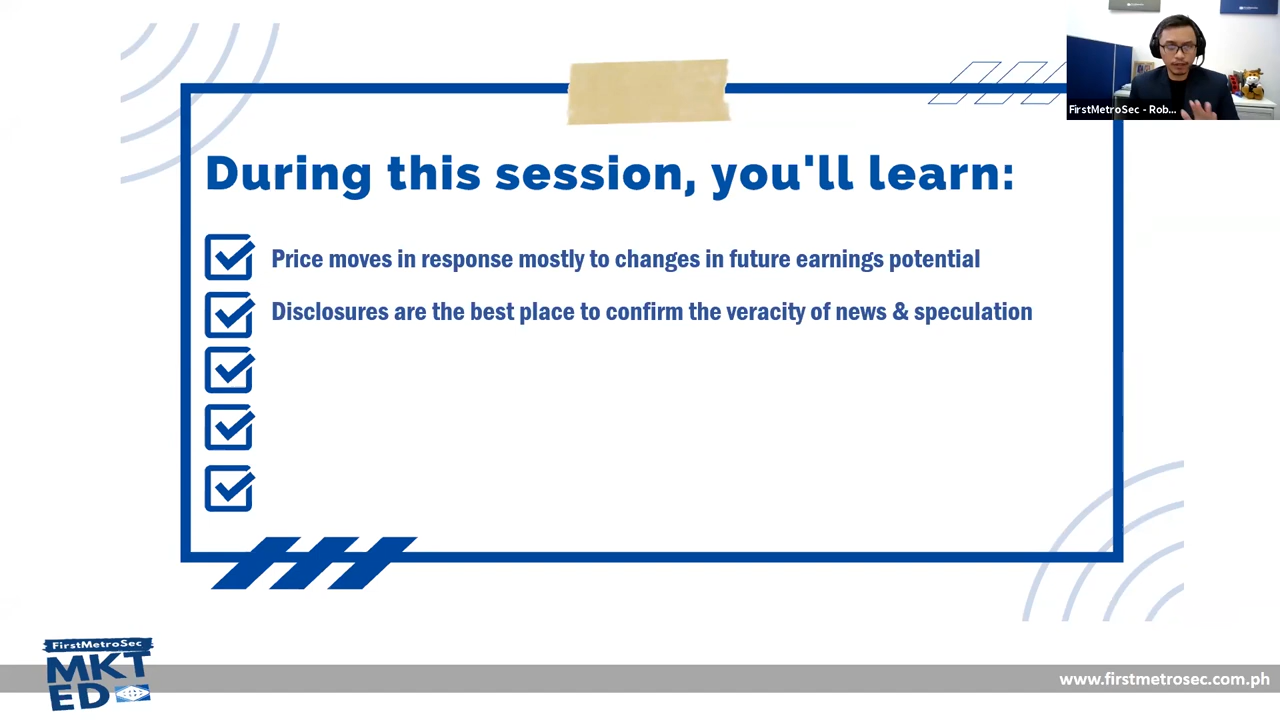 FirstMetroSec - Rob...
During this session, you'll learn:
Price moves in response mostly to changes in future earnings potential
Disclosures are the best place to confirm the veracity of news & speculation
FirstMetroSec
MKT
ED
www.firstmetrosec.com.ph